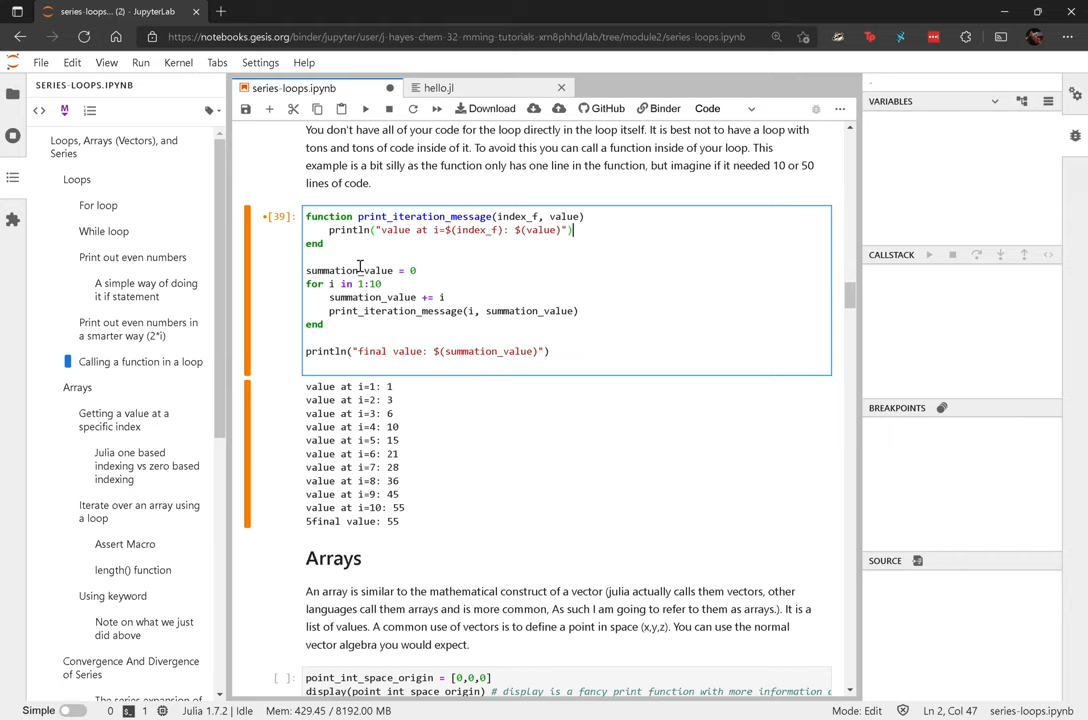 series-loops... (2) - JupyterLab
https://notebooks.gesis.org/binder/jupyter/user/j-hayes-chem-32-mming-tutorials-xrn8phhd/lab/tree/module2/series-loops.ipynb
File Edit View Run Kernel Tabs Settings Help
SERIES-LOOPS.IPYNB
Loops, Arrays (Vectors), and
Series
Loops
For loop
While loop
Print out even numbers
A simple way of doing
it if statement
Print out even numbers in
a smarter way (2*i)
Calling a function in a loop
Arrays
Getting a value at a
specific index
Julia one based
indexing vs zero based
indexing
Iterate over an array using
a loop
Assert Macro
length() function
Using keyword
Note on what we just
did above
Convergence And Divergence
of Series
The series expansion of
series-loops.ipynb
hello.jl
Download GitHub Binder Code
You don't have all of your code for the loop directly in the loop itself. It is best not to have a loop with
tons and tons of code inside of it. To avoid this you can call a function inside of your loop. This
example is a bit silly as the function only has one line in the function, but imagine if it needed 10 or 50
lines of code.
•[39]:
function print_iteration_message(index_f, value)
println("value at i=$(index_f): $(value)")
end
summation_value = 0
for i in 1:10
summation_value += i
print_iteration_message(i, summation_value)
end
println("final value: $(summation_value)")
value at i=1: 1
value at i=2: 3
value at i=3: 6
value at i=4: 10
value at i=5: 15
value at i=6: 21
value at i=7: 28
value at i=8: 36
value at i=9: 45
value at i=10: 55
5final value: 55
Arrays
An array is similar to the mathematical construct of a vector (julia actually calls them vectors, other
languages call them arrays and is more common, As such I am going to refer to them as arrays.). It is a
list of values. A common use of vectors is to define a point in space (x,y,z). You can use the normal
vector algebra you would expect.
[ ]:
point_int_space_origin = [0,0,0]
display(point_int_space_origin) # display is a fancy print function with more information
VARIABLES
CALLSTACK
BREAKPOINTS
SOURCE
Simple 0 1 Julia 1.7.2 | Idle Mem: 429.45 / 8192.00 MB Mode: Edit Ln 2, Col 47 series-loops.ipynb